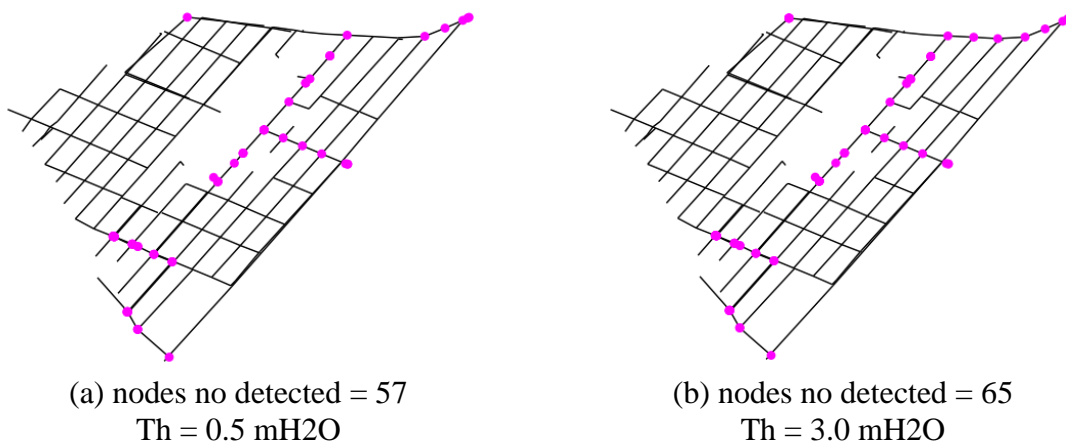 (a) nodes no detected = 57
Th = 0.5 mH2O
(b) nodes no detected = 65
Th = 3.0 mH2O